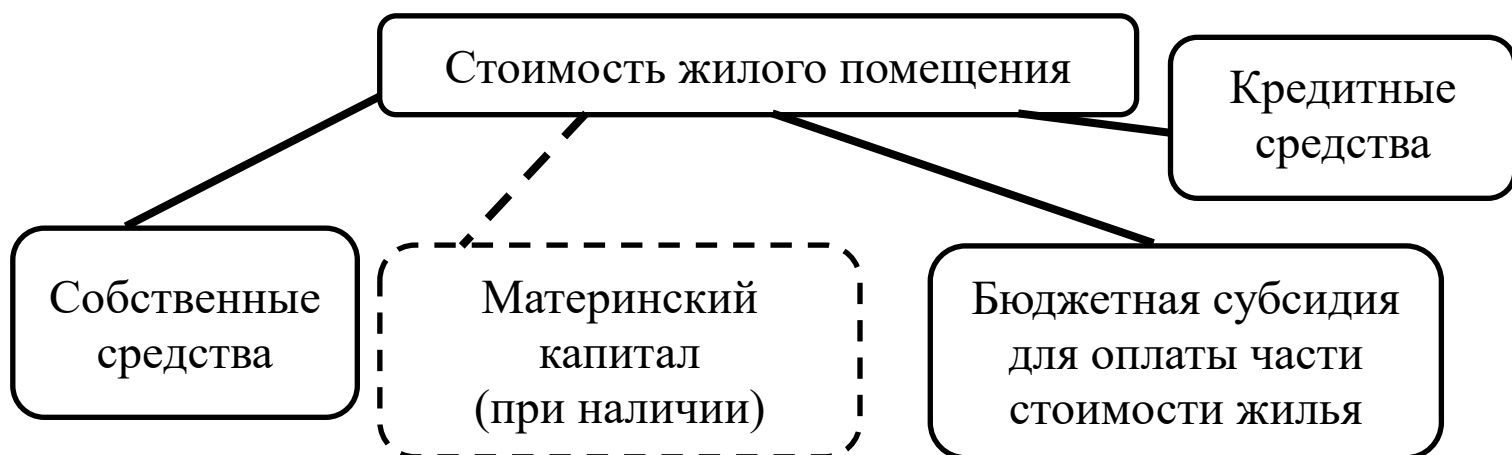 Стоимость жилого помещения
Кредитные
средства
Собственные
средства
Материнский
капитал
(при наличии)
Бюджетная субсидия
для оплаты части
стоимости жилья